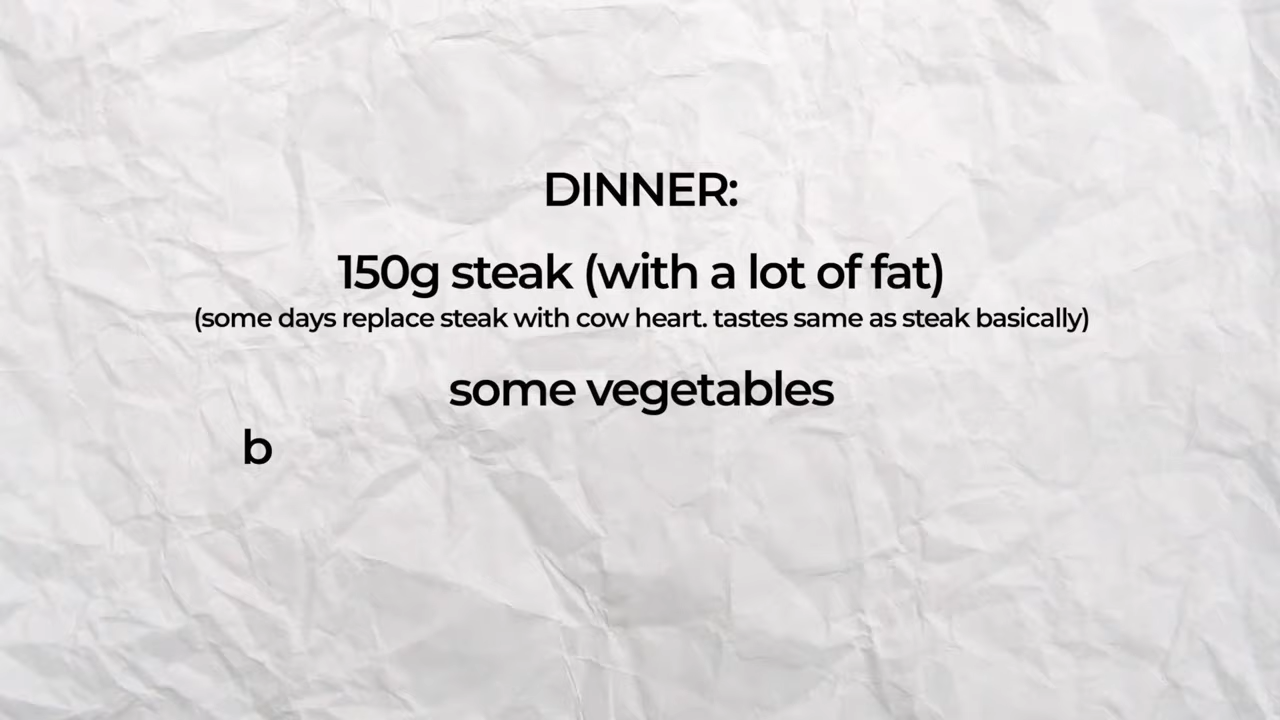 DINNER:
150g steak (with a lot of fat)
(some days replace steak with cow heart. tastes same as steak basically)
some vegetables
b